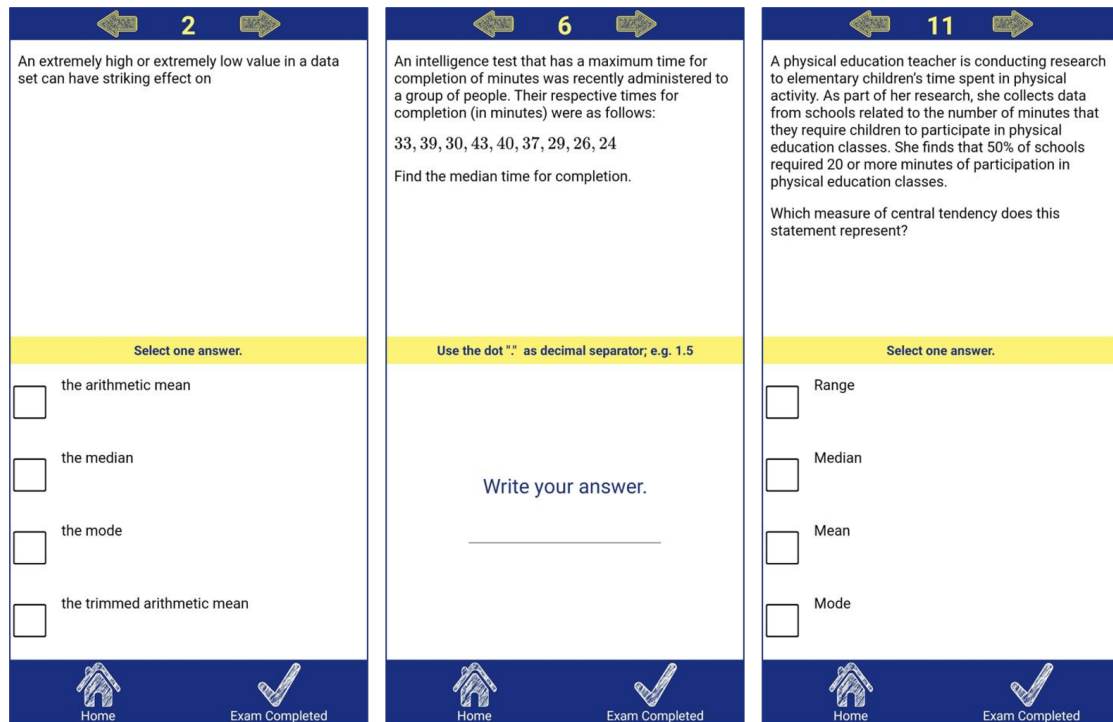 2
An extremely high or extremely low value in a data
set can have striking effect on
Select one answer.
the arithmetic mean
the median
the mode
the trimmed arithmetic mean
Home
Exam Completed
6
An intelligence test that has a maximum time for
completion of minutes was recently administered to
a group of people. Their respective times for
completion (in minutes) were as follows:
33, 39, 30, 43, 40, 37, 29, 26, 24
Find the median time for completion.
Use the dot "." as decimal separator; e.g. 1.5
Write your answer.
Home
Exam Completed
11
A physical education teacher is conducting research
to elementary children's time spent in physical
activity. As part of her research, she collects data
from schools related to the number of minutes that
they require children to participate in physical
education classes. She finds that 50% of schools
required 20 or more minutes of participation in
physical education classes.
Which measure of central tendency does this
statement represent?
Select one answer.
Range
Median
Mean
Mode
Home
Exam Completed